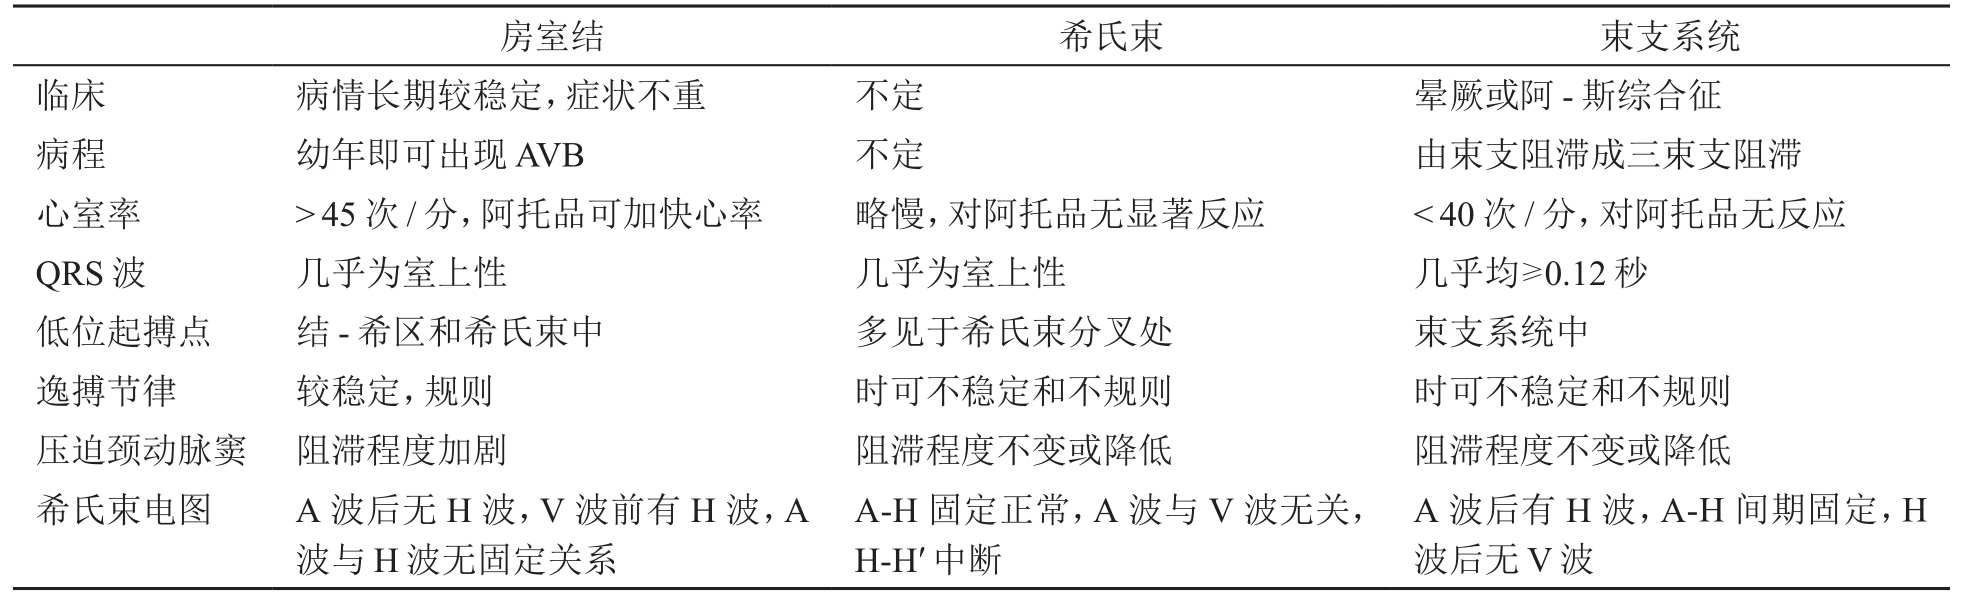 房室结 希氏束 束支系统
临床 病情长期较稳定，症状不重 不定 晕厥或阿 - 斯综合征
病程 幼年即可出现 AVB 不定 由束支阻滞成三束支阻滞
心室率 > 45 次 / 分，阿托品可加快心率 略慢，对阿托品无显著反应 < 40 次 / 分，对阿托品无反应
QRS 波 几乎为室上性 几乎为室上性 几乎均≥0.12 秒
低位起搏点 结 - 希区和希氏束中 多见于希氏束分叉处 束支系统中
逸搏节律 较稳定，规则 时可不稳定和不规则 时可不稳定和不规则
压迫颈动脉窦 阻滞程度加剧 阻滞程度不变或降低 阻滞程度不变或降低
希氏束电图 A 波后无 H 波，V 波前有 H 波，A A-H 固定正常，A 波与 V 波无关， A 波后有 H 波，A-H 间期固定，H
波与 H 波无固定关系 H-H′ 中断 波后无 V 波